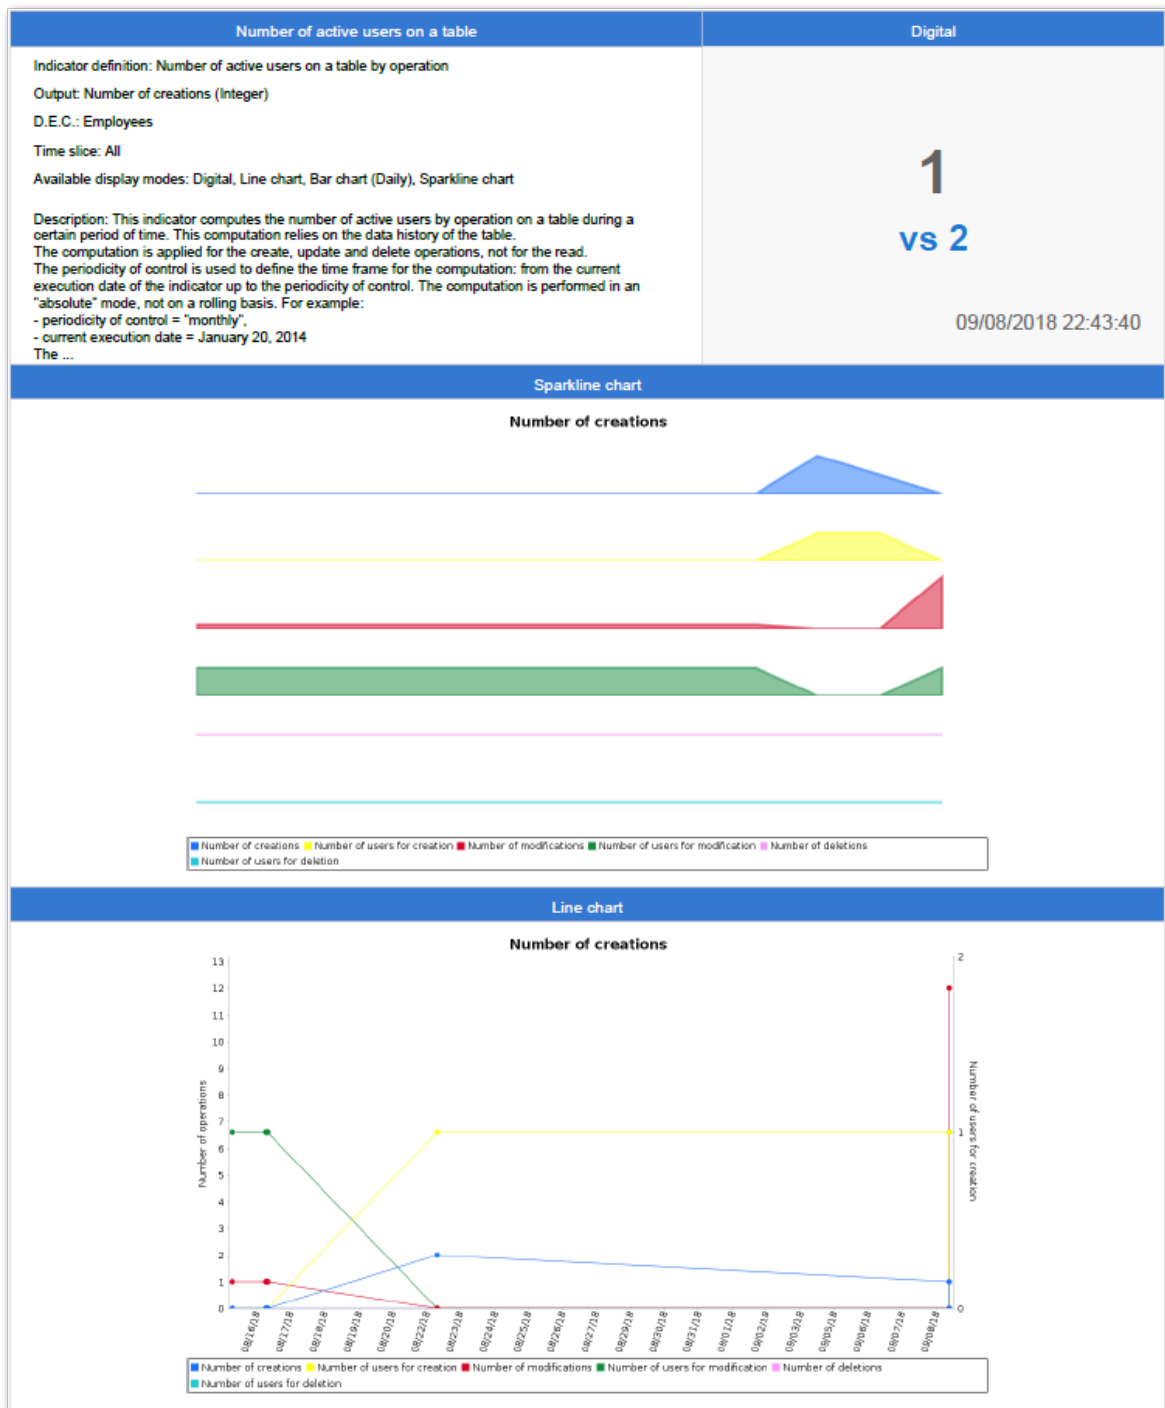 Number of active users on a table
Digital
Indicator definition: Number of active users on a table by operation
Output: Number of creations (Integer)
D.E.C.: Employees
Time slice: All
Available display modes: Digital, Line chart, Bar chart (Daily), Sparkline chart
Description: This indicator computes the number of active users by operation on a table during a
certain period of time. This computation relies on the data history of the table.
The computation is applied for the create, update and delete operations, not for the read.
The periodicity of control is used to define the time frame for the computation: from the current
execution date of the indicator up to the periodicity of control. The computation is performed in an
"absolute" mode, not on a rolling basis. For example:
- periodicity of control = "monthly",
- current execution date = January 20, 2014
The ...
1
vs 2
09/08/2018 22:43:40
Sparkline chart
Number of creations
Number of creations Number of users for creation Number of modifications Number of users for modification Number of deletions
Number of users for deletion
Line chart
Number of creations
Number of operations
13
12
11
10
9
8
7
6
5
4
3
2
1
0
2
1
0
Number of users for creation
08/16/18
08/17/18
08/18/18
08/19/18
08/20/18
08/22/18
08/23/18
08/24/18
08/25/18
08/26/18
08/27/18
08/29/18
08/30/18
08/31/18
09/01/18
09/02/18
09/03/18
09/05/18
09/06/18
09/07/18
09/08/18
Number of creations Number of users for creation Number of modifications Number of users for modification Number of deletions
Number of users for deletion